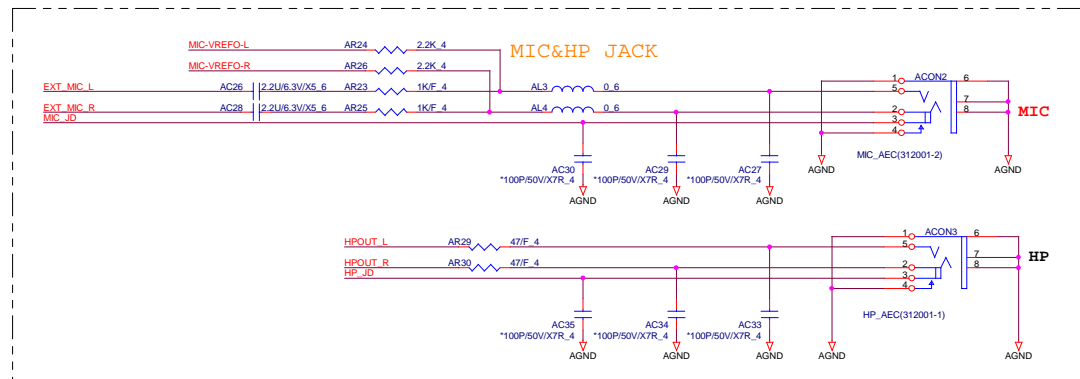 MIC&HP JACK
MIC-VREFO-L AR24 2.2K_4
MIC-VREFO-R AR26 2.2K_4
EXT_MIC_L AC26 2.2U/6.3V/X5_6 AR23 1K/F_4 AL3 0_6
EXT_MIC_R AC28 2.2U/6.3V/X5_6 AR25 1K/F_4 AL4 0_6
MIC_JD
1 ACON2 6
5
7
2 8 MIC
3
4
MIC_AEC(312001-2)
AC30 AC29 AC27
*100P/50V/X7R_4 *100P/50V/X7R_4 *100P/50V/X7R_4
AGND AGND
AGND AGND AGND
HPOUT_L AR29 47/F_4
HPOUT_R AR30 47/F_4
HP_JD
1 ACON3 6
5
7 HP
2 8
3
4
HP_AEC(312001-1)
AC35 AC34 AC33
*100P/50V/X7R_4 *100P/50V/X7R_4 *100P/50V/X7R_4
AGND AGND AGND AGND AGND